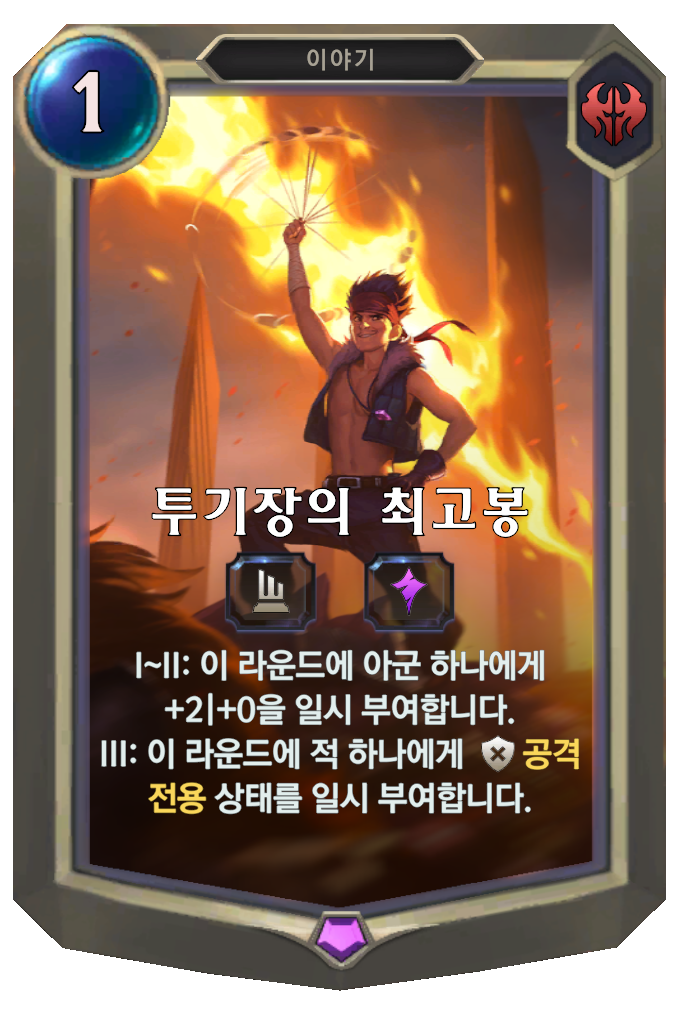 이야기
1
투기장의 최고봉
I~II: 이 라운드에 아군 하나에게
+2|+0을 일시 부여합니다.
III: 이 라운드에 적 하나에게 공격
전용 상태를 일시 부여합니다.